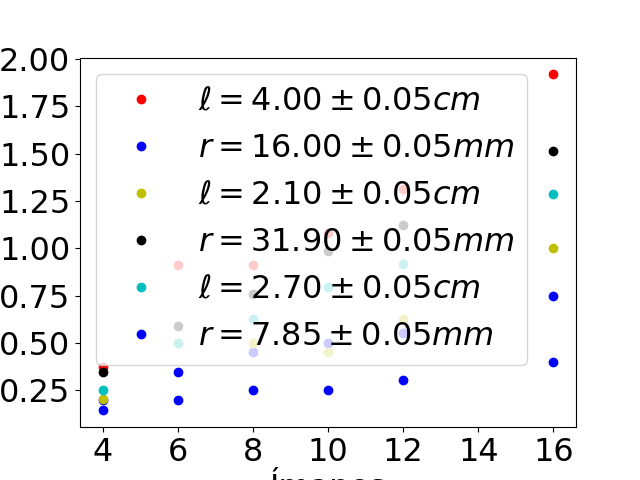 2.00
1.75
1.50
1.25
1.00
0.75
0.50
0.25
ℓ = 4.00 ± 0.05cm
r = 16.00 ± 0.05mm
ℓ = 2.10 ± 0.05cm
r = 31.90 ± 0.05mm
ℓ = 2.70 ± 0.05cm
r = 7.85 ± 0.05mm
4 6 8 10 12 14 16
Ímanes